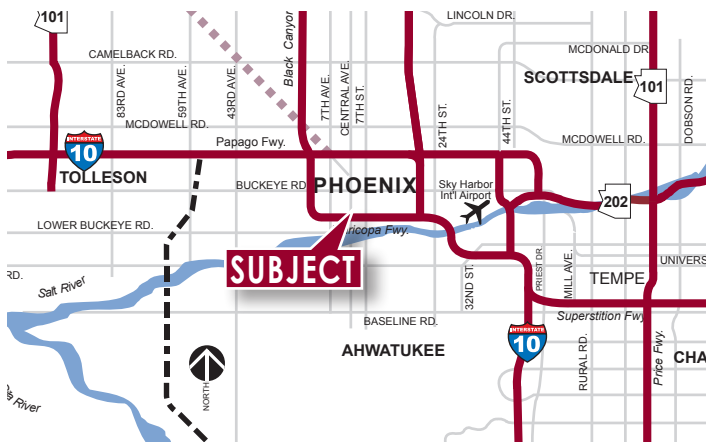 101
LINCOLN DR.
CAMELBACK RD.
83RD AVE.
59TH AVE.
43RD AVE.
Black Canyon
7TH AVE.
CENTRAL AVE.
7TH ST.
24TH ST.
44TH ST.
MCDONALD DR.
SCOTTSDALE
101
DOBSON RD.
MCDOWELL RD.
MCDOWELL RD.
Papago Fwy.
INTERSTATE
10
TOLLESON
BUCKEYE RD.
PHOENIX
Sky Harbor
Int'l Airport
202
LOWER BUCKEYE RD.
aricopa Fwy.
SUBJECT
32ND ST.
PRIEST DR.
MILL AVE.
UNIVERS
TEMPE
RD.
Salt River
Superstition Fwy.
BASELINE RD.
INTERSTATE
10
AHWATUKEE
RURAL RD.
Price Fwy.
CHA
NORTH
River